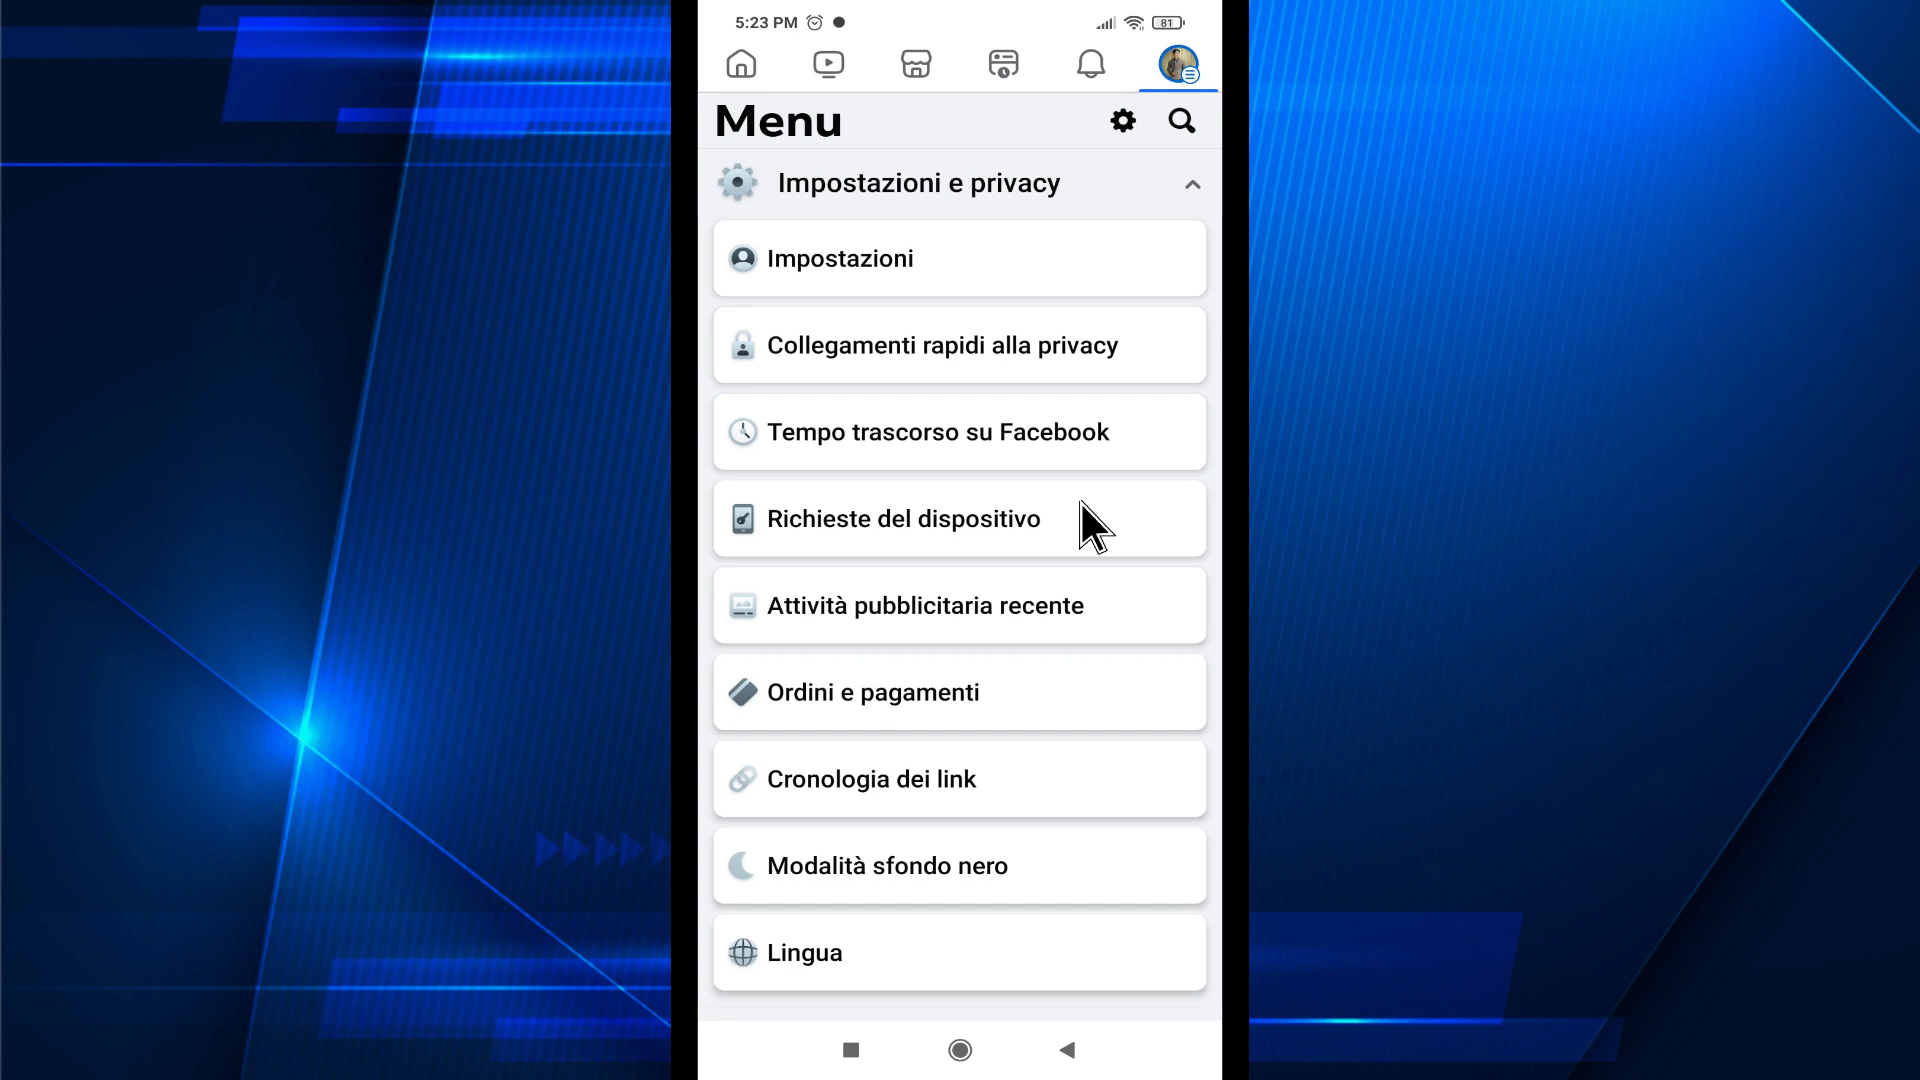 5:23 PM
81
Menu
Impostazioni e privacy
Impostazioni
Collegamenti rapidi alla privacy
Tempo trascorso su Facebook
Richieste del dispositivo
Attività pubblicitaria recente
Ordini e pagamenti
Cronologia dei link
Modalità sfondo nero
Lingua